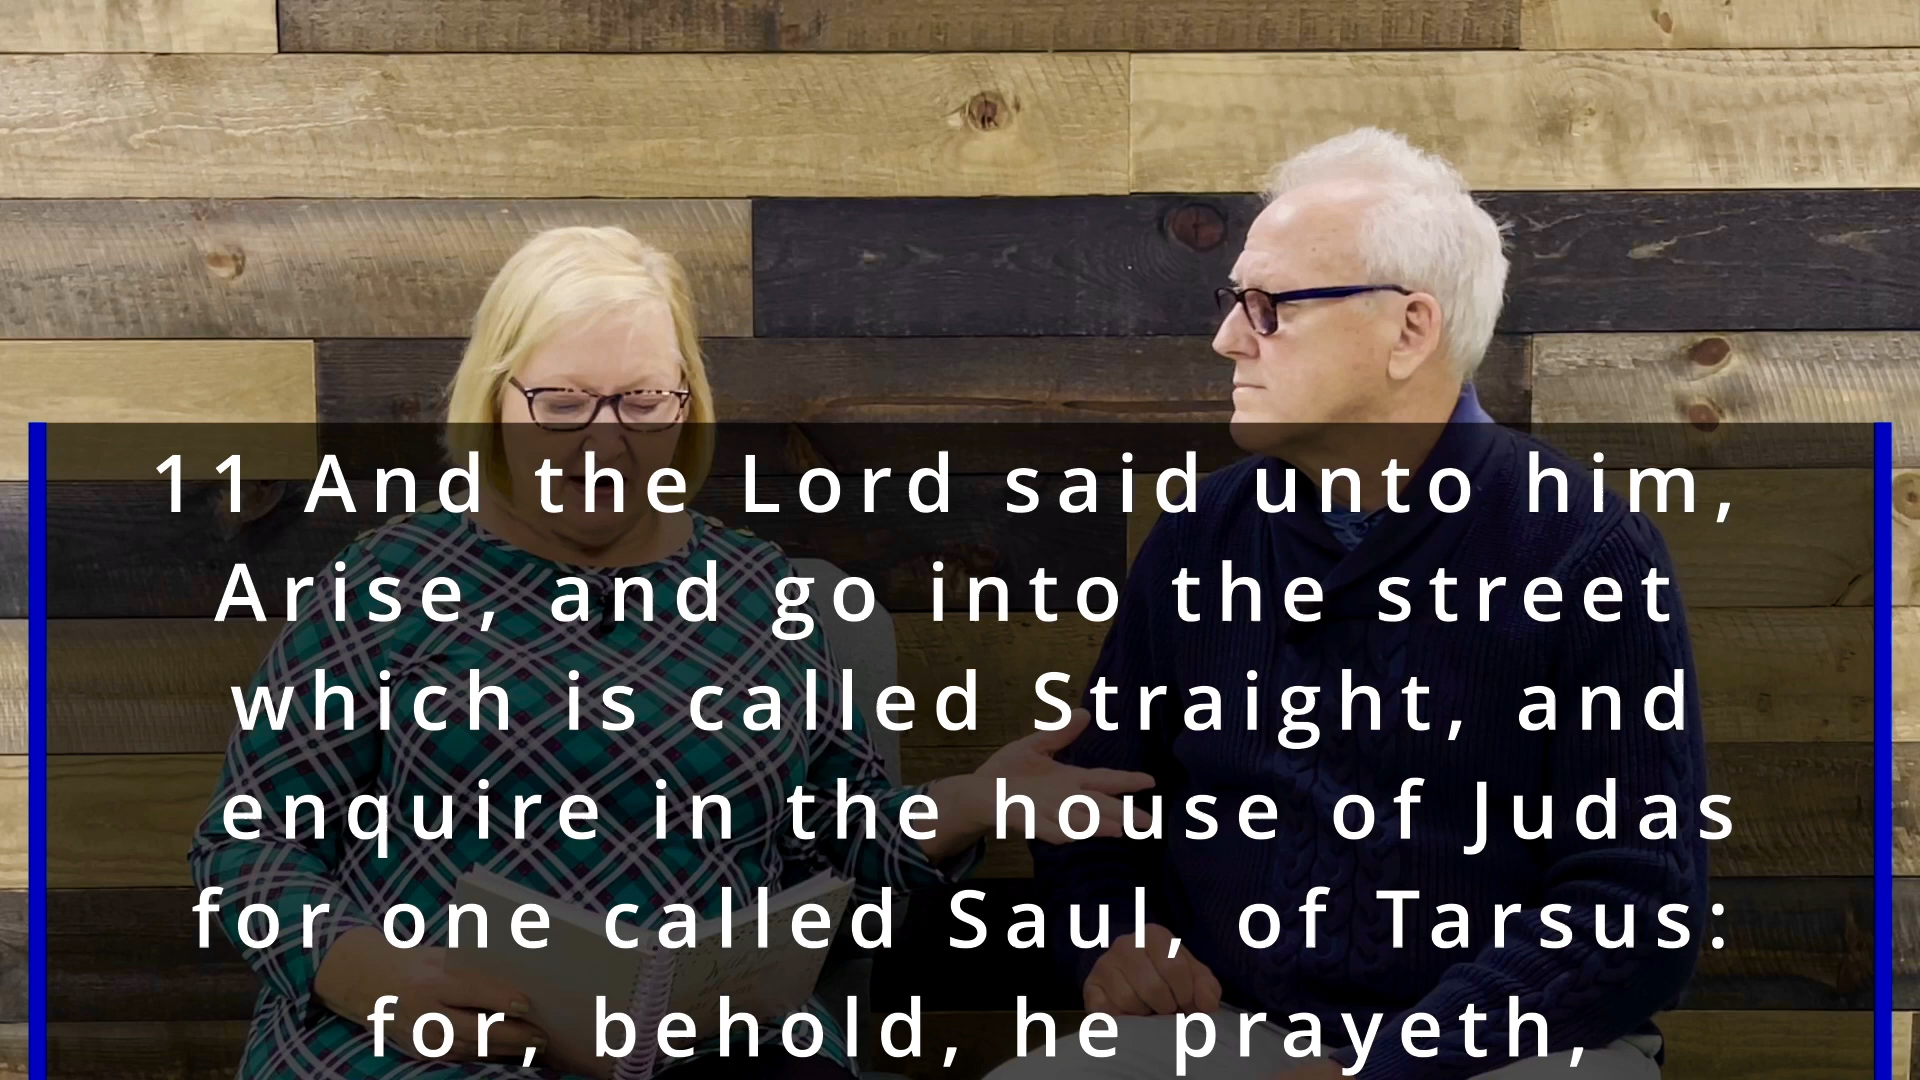 11 And the Lord said unto him,
Arise, and go into the street
which is called Straight, and
enquire in the house of Judas
for one called Saul, of Tarsus:
for, behold, he prayeth,